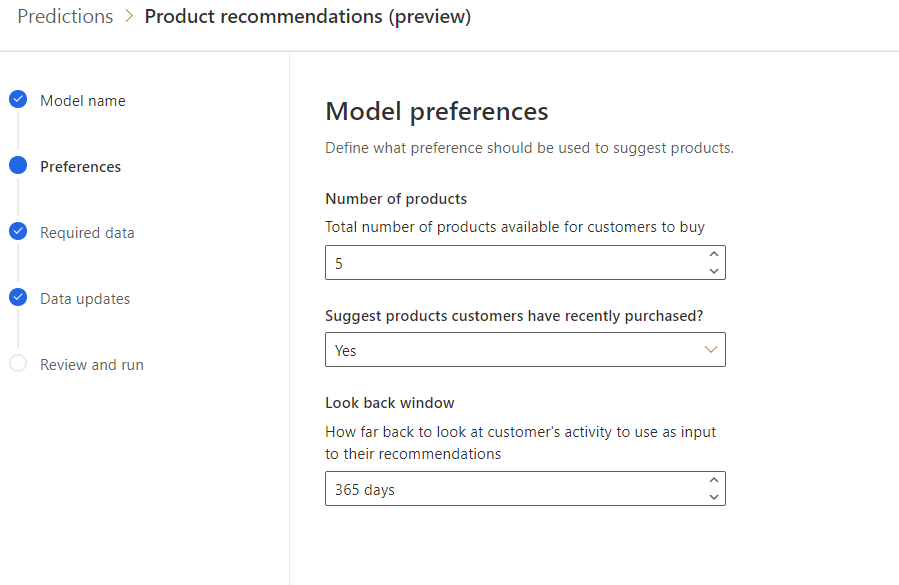 Predictions > Product recommendations (preview)
Model name
Preferences
Required data
Data updates
Review and run
Model preferences
Define what preference should be used to suggest products.
Number of products
Total number of products available for customers to buy
5
Suggest products customers have recently purchased?
Yes
Look back window
How far back to look at customer's activity to use as input
to their recommendations
365 days